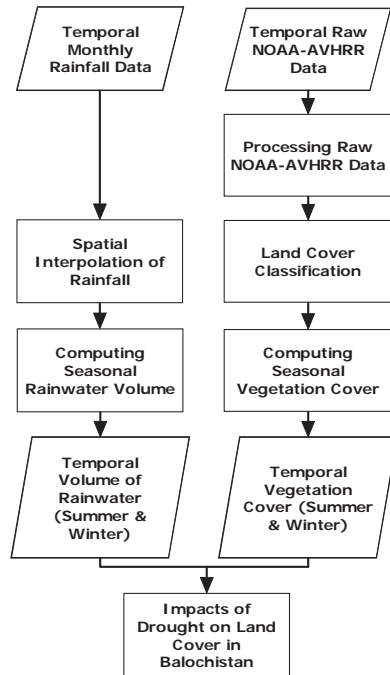 Temporal
Monthly
Rainfall Data
Temporal Raw
NOAA-AVHRR
Data
Processing Raw
NOAA-AVHRR Data
Spatial
Interpolation of
Rainfall
Land Cover
Classification
Computing
Seasonal
Rainwater Volume
Computing
Seasonal
Vegetation Cover
Temporal
Volume of
Rainwater
(Summer &
Winter)
Temporal
Vegetation
Cover (Summer
& Winter)
Impacts of
Drought on Land
Cover in
Balochistan